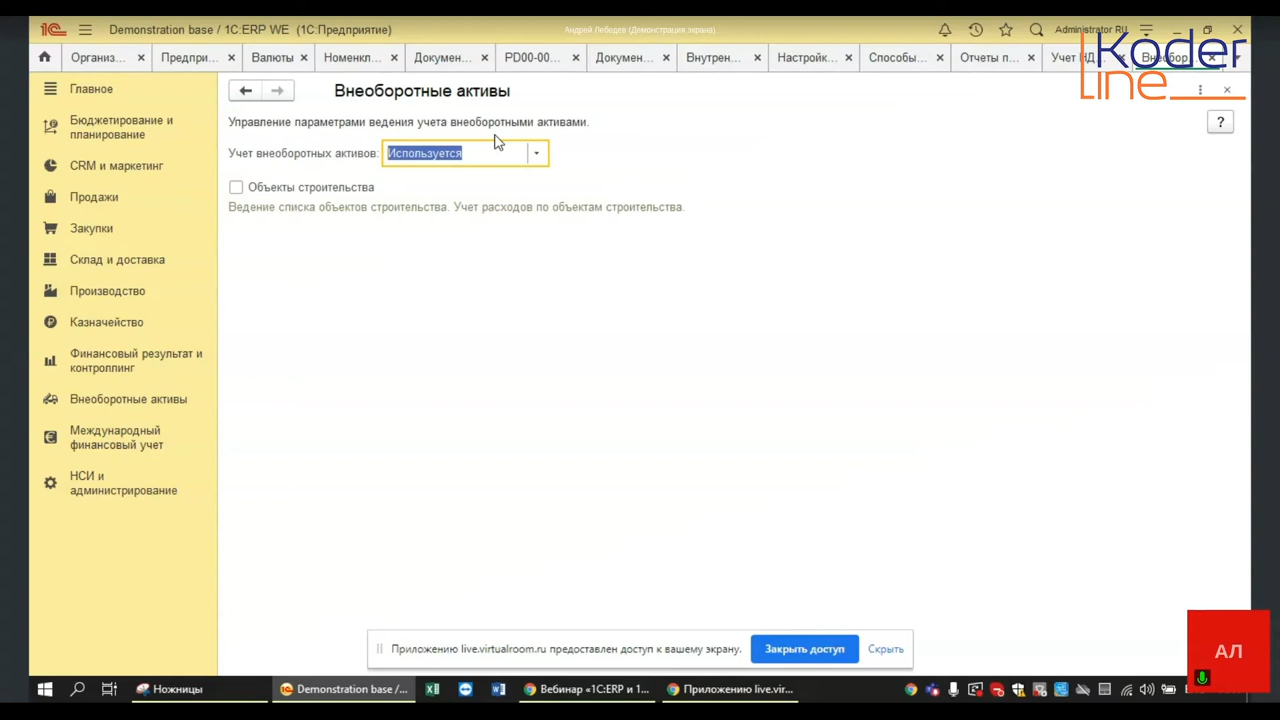 Demonstration base / 1C:ERP WE (1С:Предприятие)
Андрей Лебедев (Демонстрация экрана)
Administrator RU
Организ...
Предпри...
Валюты
Номенкл...
Докумен...
PD00-00...
Докумен...
Внутрен...
Настройк...
Способы...
Отчеты п...
Учет НД...
Внеобор...
Koder
line
Главное
Бюджетирование и
планирование
CRM и маркетинг
Продажи
Закупки
Склад и доставка
Производство
Казначейство
Финансовый результат и
контроллинг
Внеоборотные активы
Международный
финансовый учет
НСИ и
администрирование
Внеоборотные активы
Управление параметрами ведения учета внеоборотными активами.
?
Учет внеоборотных активов: Используется
Объекты строительства
Ведение списка объектов строительства. Учет расходов по объектам строительства.
Приложению live.virtualroom.ru предоставлен доступ к вашему экрану.
Закрыть доступ
Скрыть
АЛ
Ножницы
Demonstration base /...
Вебинар «1С:ERP и 1...
Приложению live.vir...